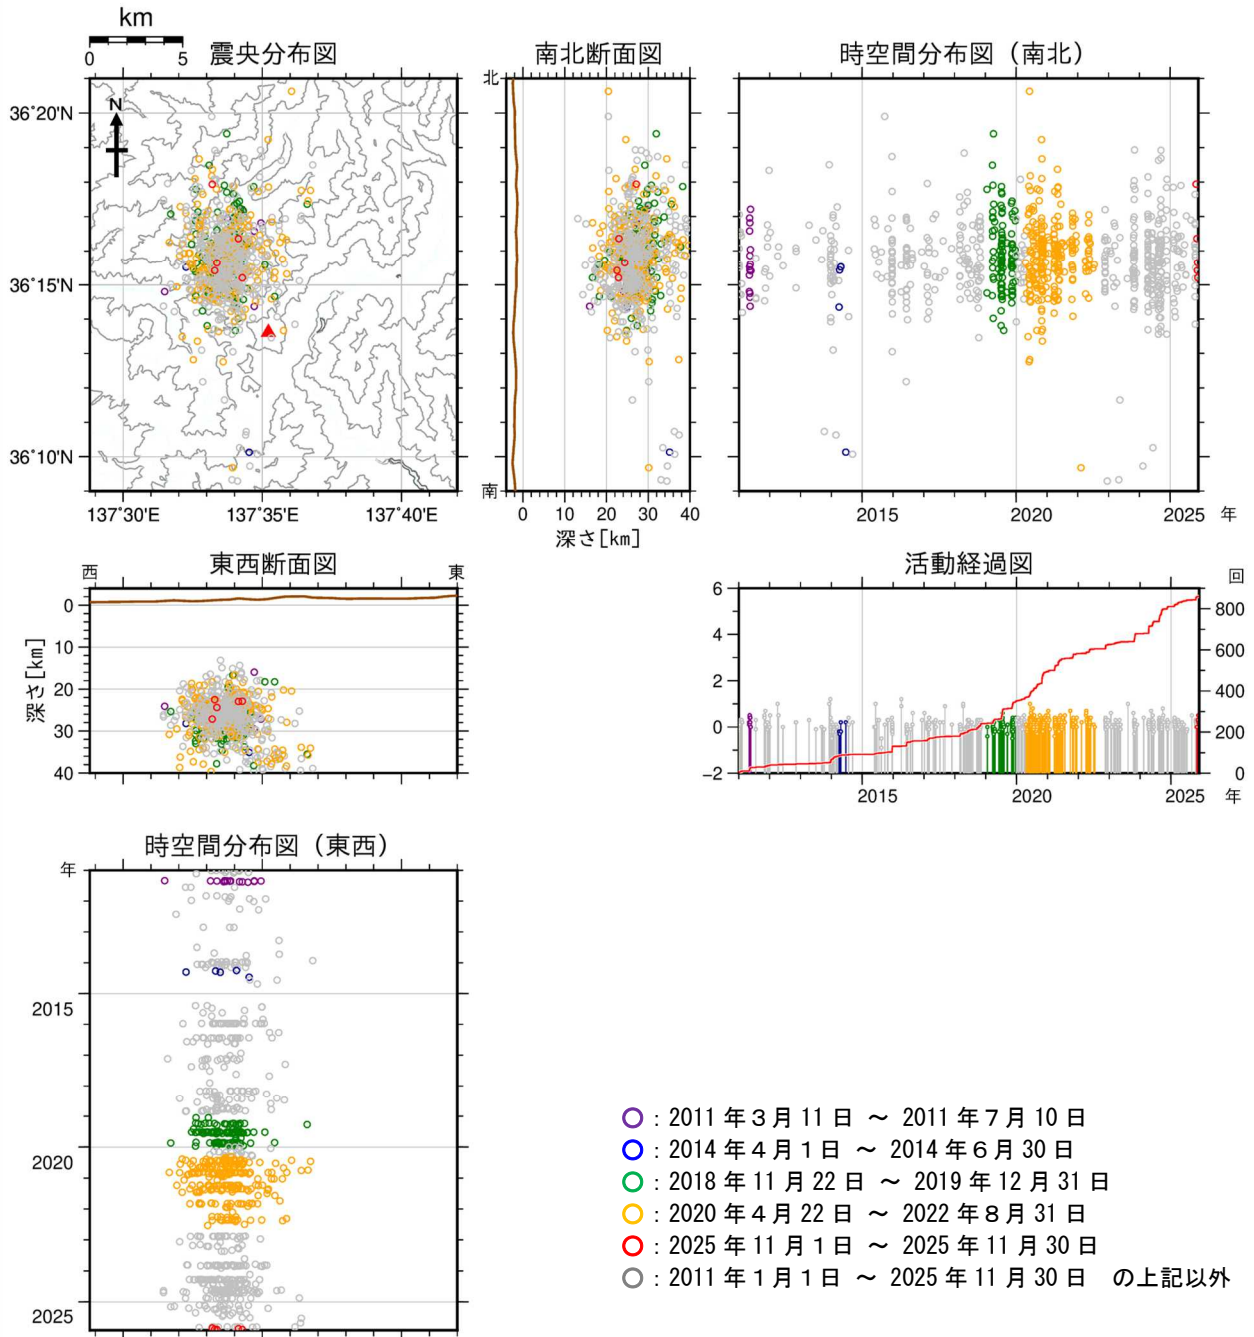 km
0 5
震央分布図
N
36°20'N
36°15'N
36°10'N
137°30'E 137°35'E 137°40'E
南北断面図
北
南
0 10 20 30 40
深さ[km]
時空間分布図（南北）
2015 2020 2025 年
東西断面図
西 東
0
10
20
30
40
深さ[km]
活動経過図
回
6
4
2
0
−2
800
600
400
200
0
2015 2020 2025 年
時空間分布図（東西）
年
2015
2020
2025
：2011年３月11日 ～ 2011年７月10日
：2014年４月１日 ～ 2014年６月30日
：2018年11月22日 ～ 2019年12月31日
：2020年４月22日 ～ 2022年８月31日
：2025年11月１日 ～ 2025年11月30日
：2011年１月１日 ～ 2025年11月30日 の上記以外